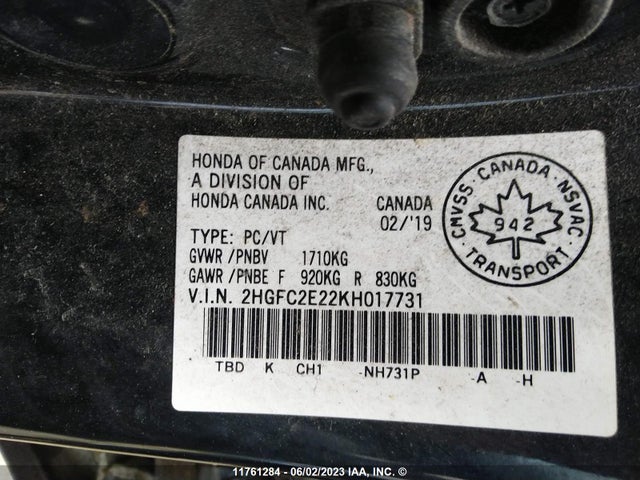 HONDA OF CANADA MFG.,
A DIVISION OF
HONDA CANADA INC. CANADA
02/'19
TYPE: PC/VT
GVWR/PNBV 1710KG
GAWR/PNBE F 920KG R 830KG
V.I.N. 2HGFC2E22KH017731
TBD K CH1 -NH731P -A -H
CMVSS · CANADA · NSVAC
942
· TRANSPORT ·
11761284 - 06/02/2023 IAA, INC. ©